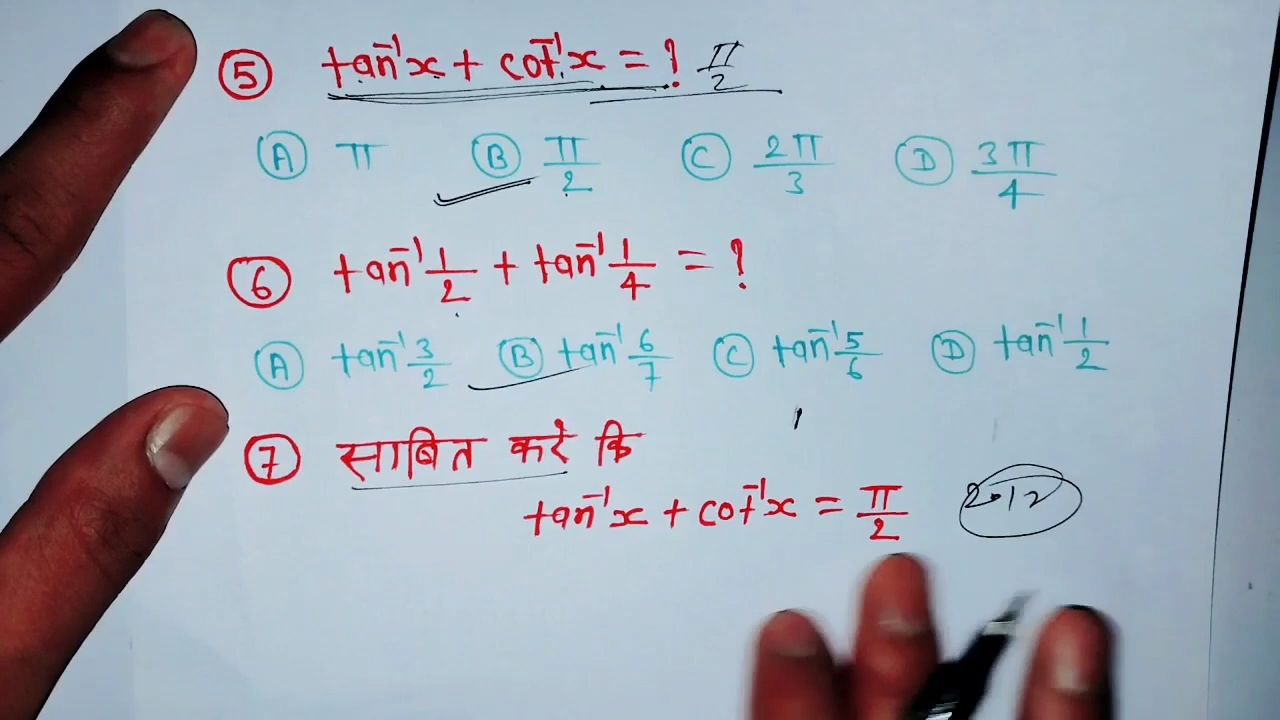 ⑤ tan⁻¹x + cot⁻¹x = ? π/2
Ⓐ π Ⓑ π/2 Ⓒ 2π/3 Ⓓ 3π/4
⑥ tan⁻¹ 1/2 + tan⁻¹ 1/4 = ?
Ⓐ tan⁻¹ 3/2 Ⓑ tan⁻¹ 6/7 Ⓒ tan⁻¹ 5/6 Ⓓ tan⁻¹ 1/2
⑦ साबित करे कि
tan⁻¹x + cot⁻¹x = π/2 2012